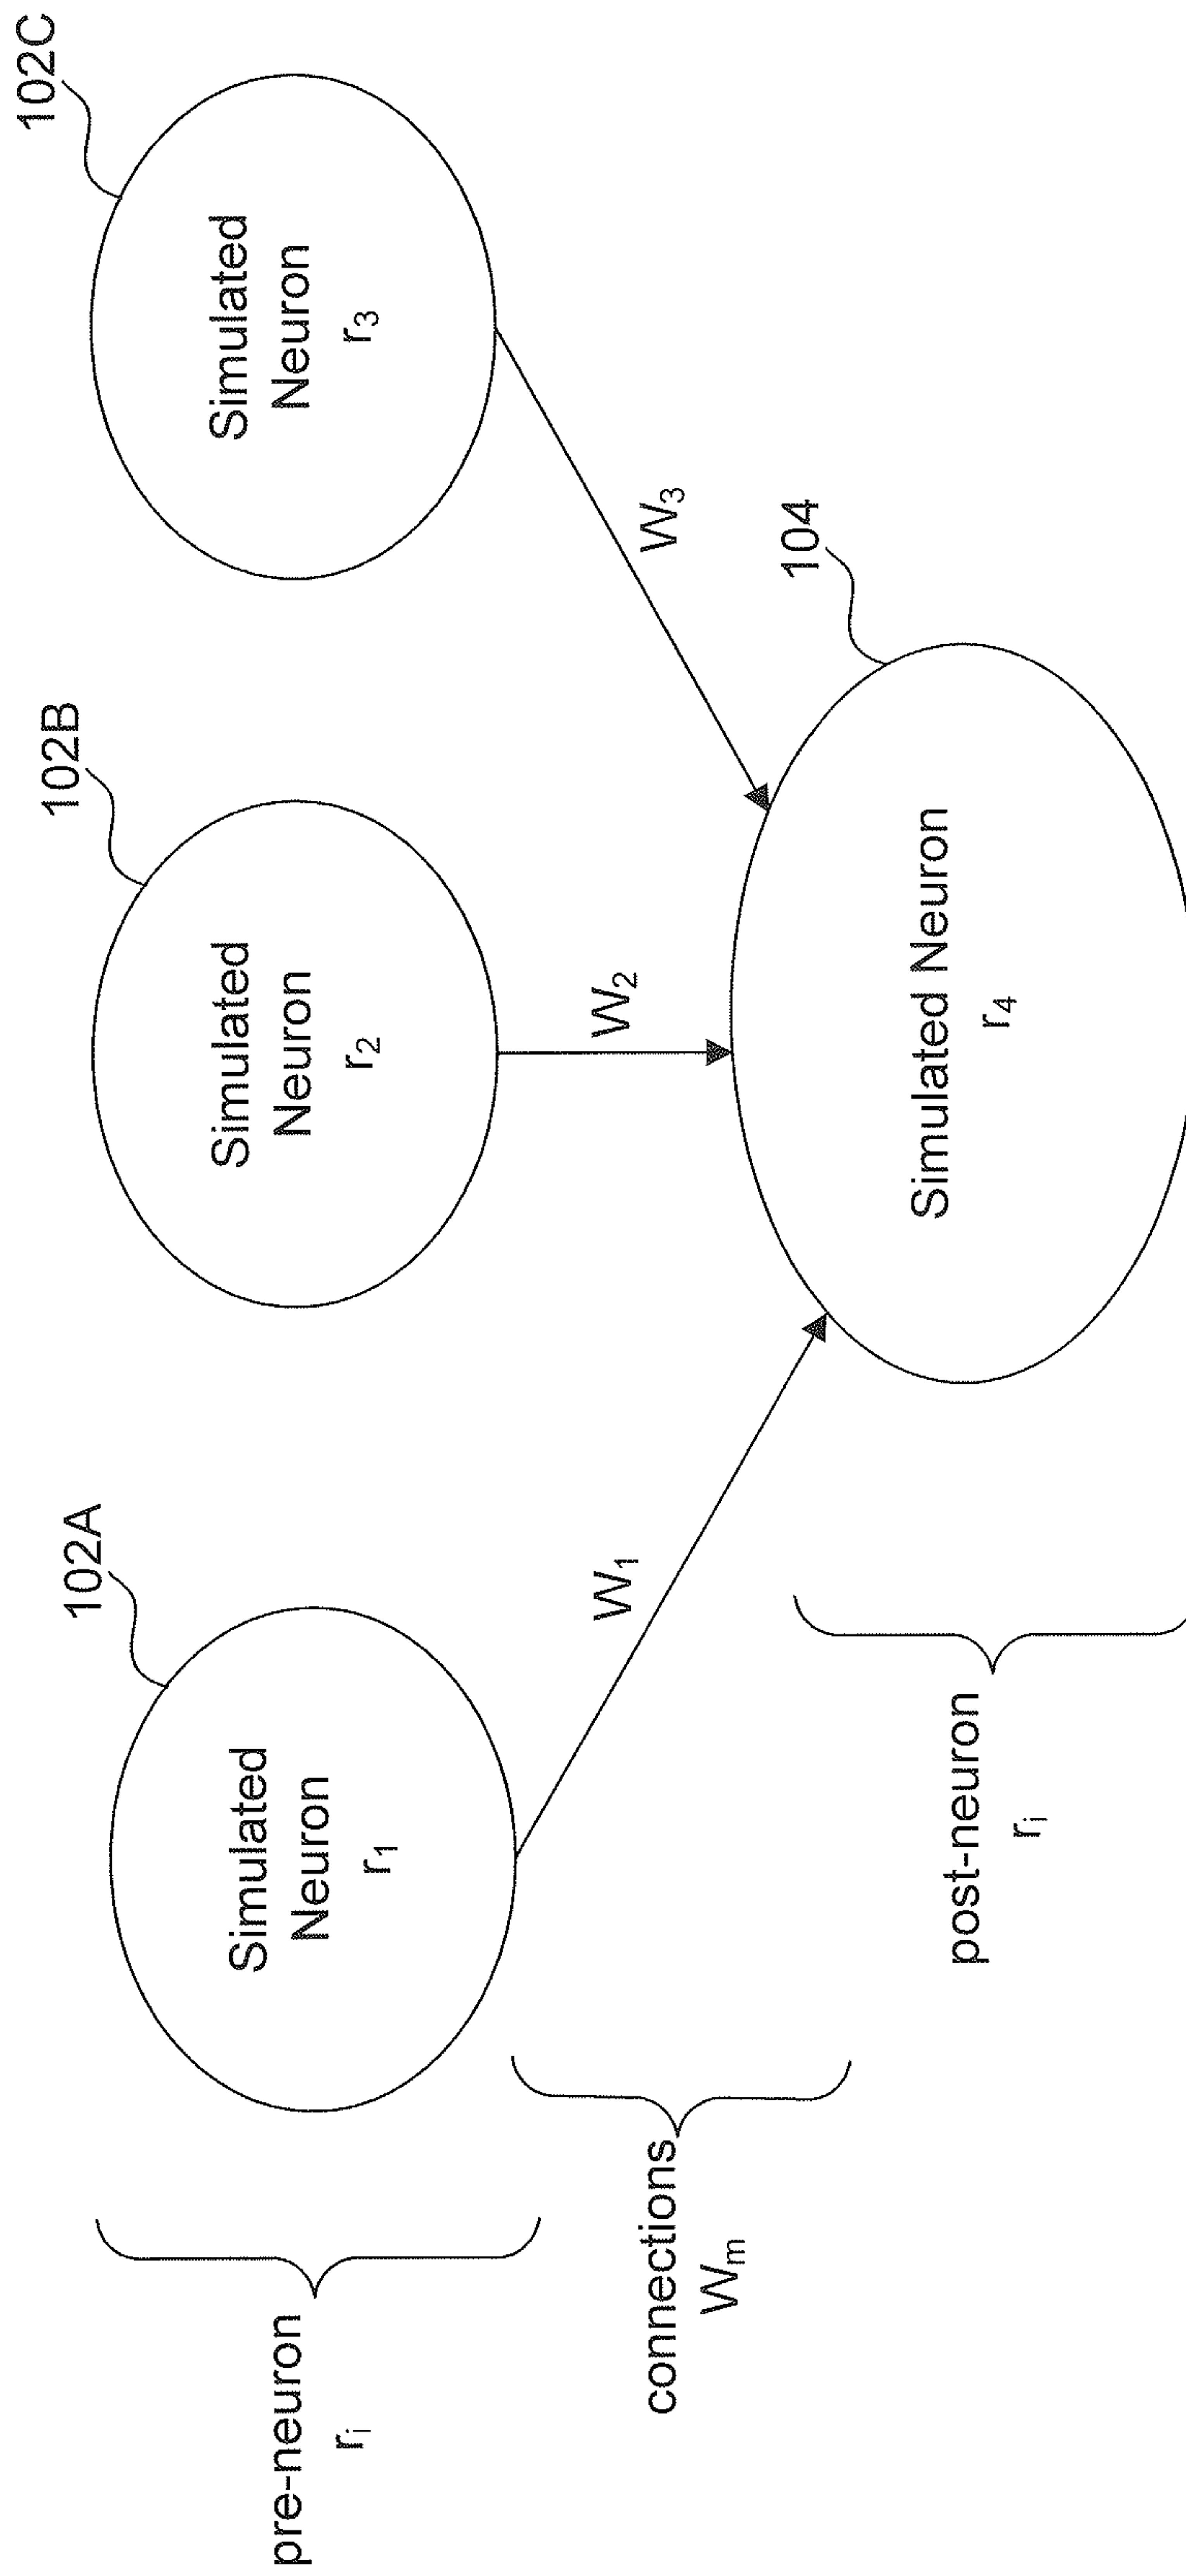 102A
102B
102C
pre-neuron
rᵢ
Simulated
Neuron
r₁
Simulated
Neuron
r₂
Simulated
Neuron
r₃
connections
Wₘ
W₁
W₂
W₃
104
post-neuron
rᵢ
Simulated Neuron
r₄